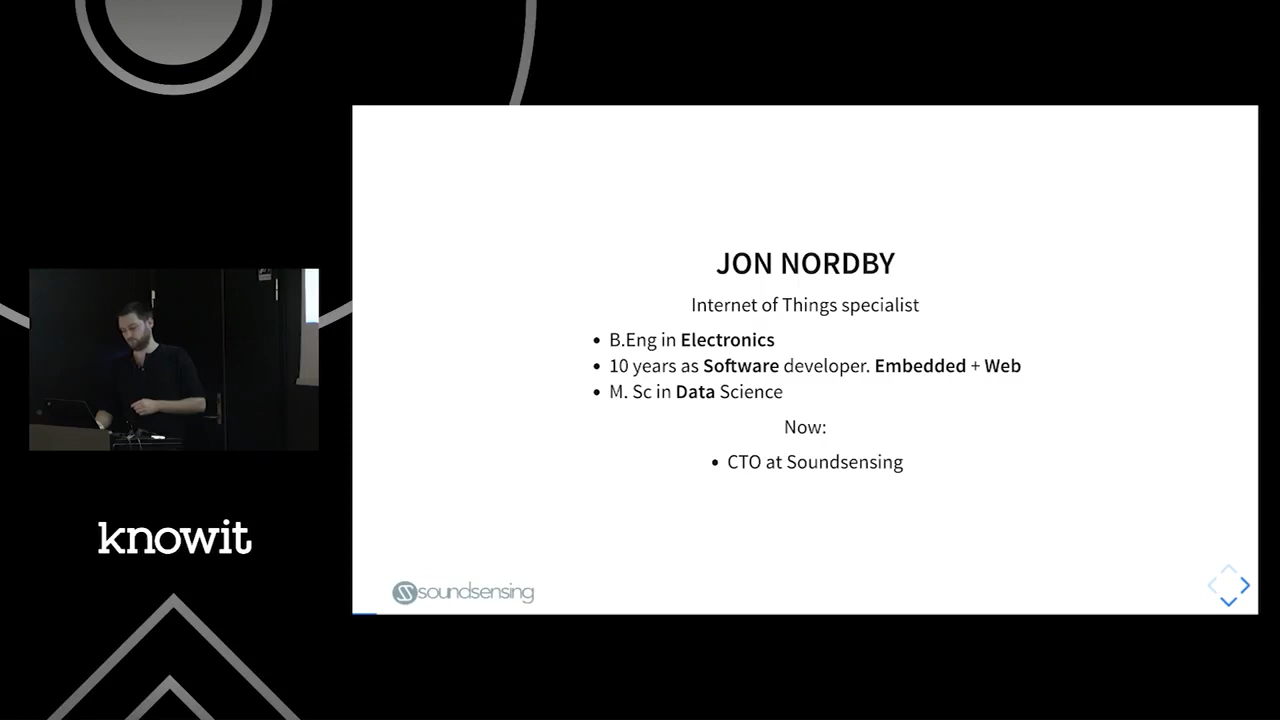 JON NORDBY
Internet of Things specialist
• B.Eng in Electronics
• 10 years as Software developer. Embedded + Web
• M. Sc in Data Science
Now:
• CTO at Soundsensing
knowit
soundsensing